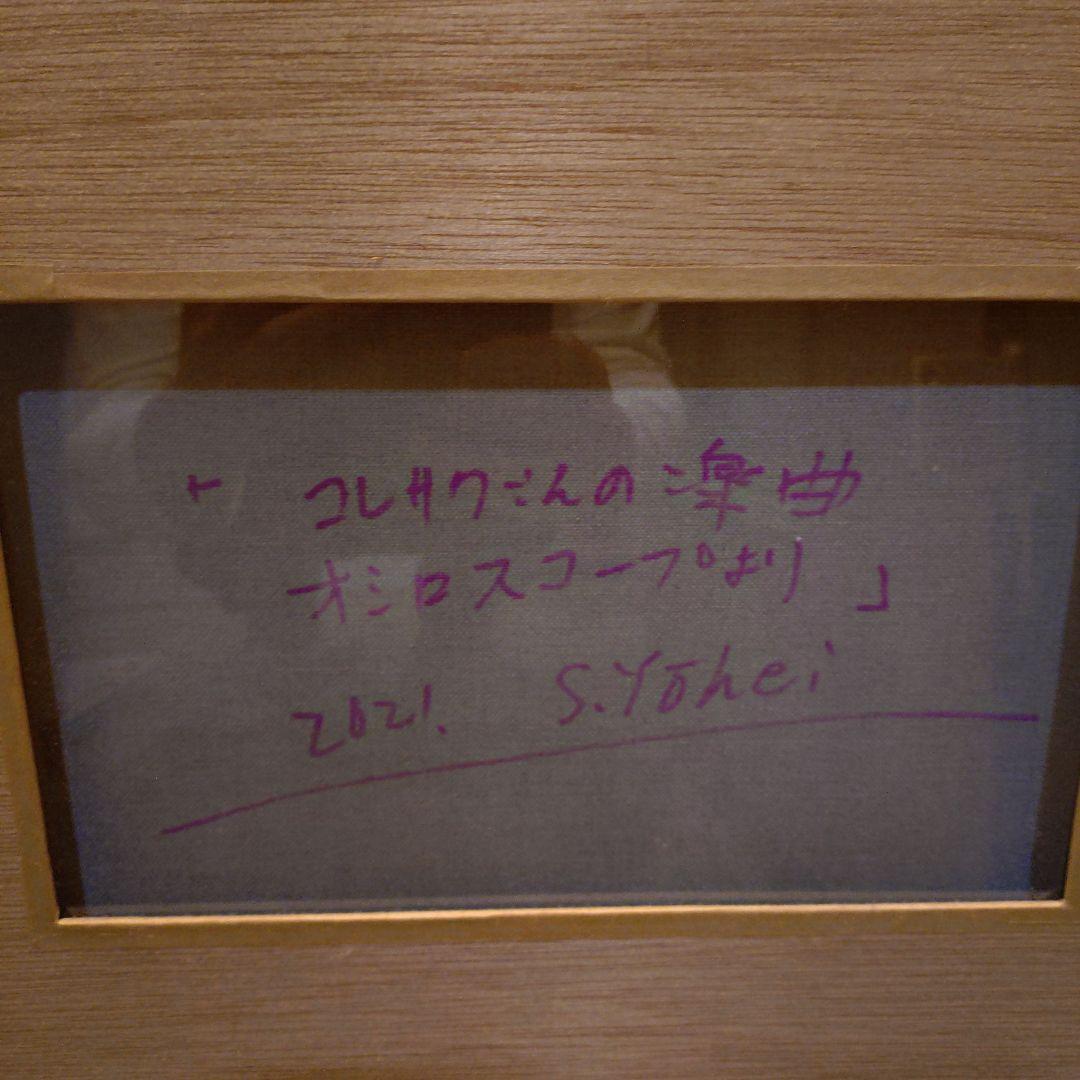 「コレサワさんの楽曲
オシロスコープより」
2021. S.Yōhei